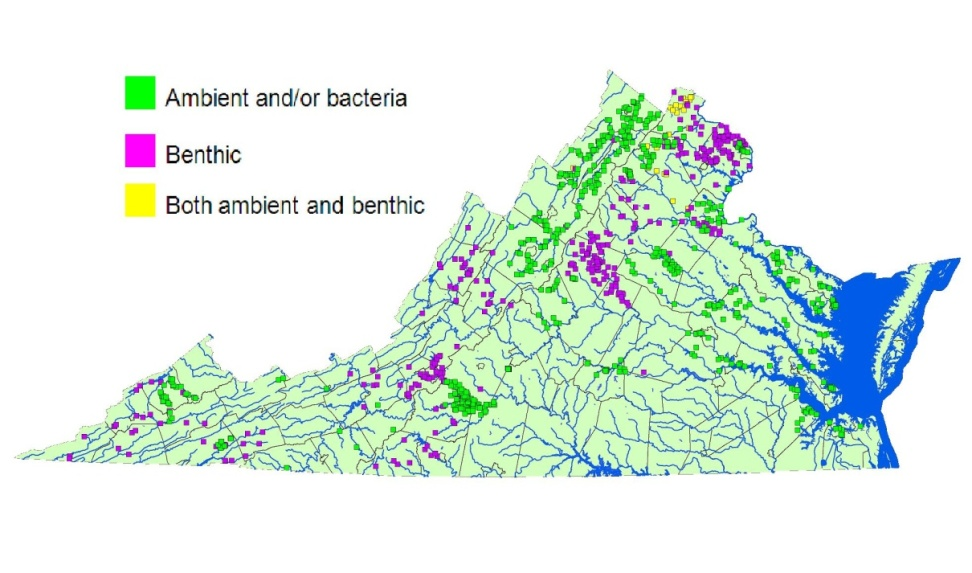 Ambient and/or bacteria
Benthic
Both ambient and benthic